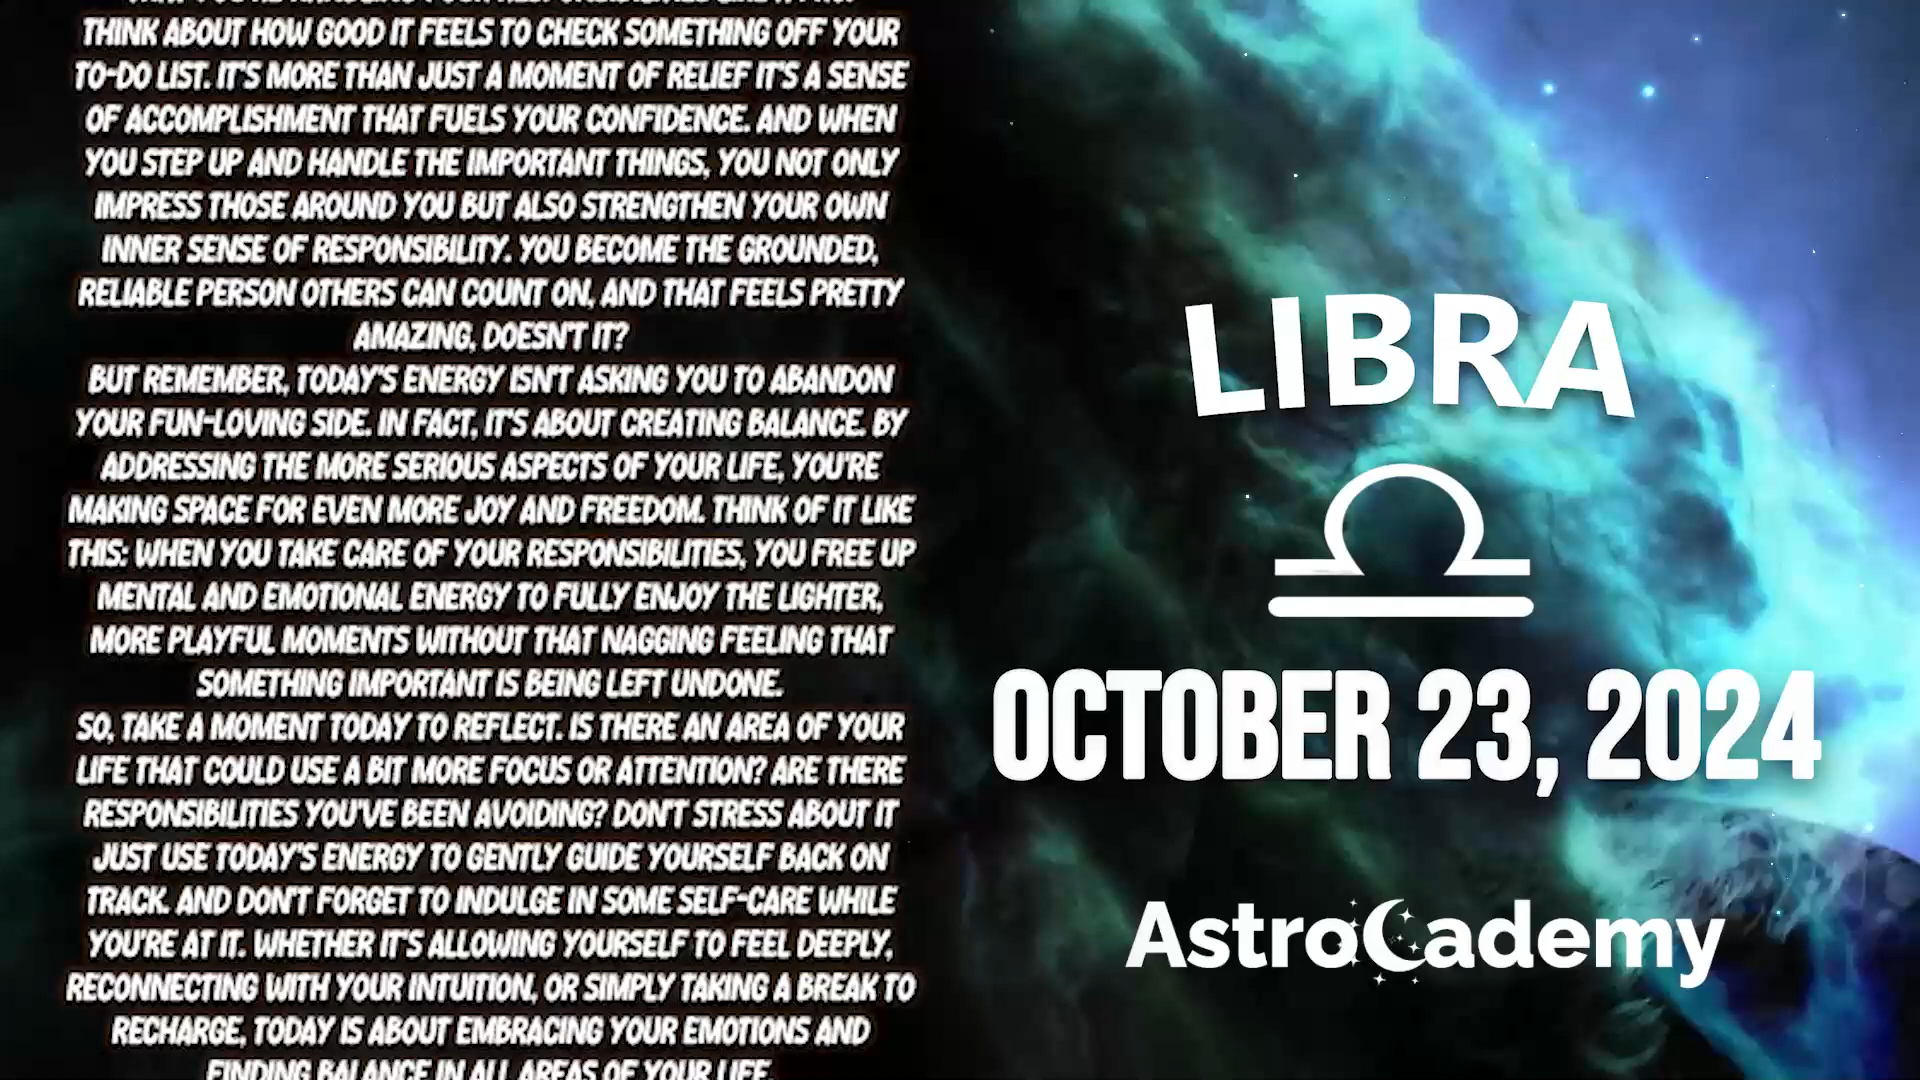 THINK ABOUT HOW GOOD IT FEELS TO CHECK SOMETHING OFF YOUR
TO-DO LIST. IT'S MORE THAN JUST A MOMENT OF RELIEF IT'S A SENSE
OF ACCOMPLISHMENT THAT FUELS YOUR CONFIDENCE. AND WHEN
YOU STEP UP AND HANDLE THE IMPORTANT THINGS, YOU NOT ONLY
IMPRESS THOSE AROUND YOU BUT ALSO STRENGTHEN YOUR OWN
INNER SENSE OF RESPONSIBILITY. YOU BECOME THE GROUNDED,
RELIABLE PERSON OTHERS CAN COUNT ON, AND THAT FEELS PRETTY
AMAZING, DOESN'T IT?
BUT REMEMBER, TODAY'S ENERGY ISN'T ASKING YOU TO ABANDON
YOUR FUN-LOVING SIDE. IN FACT, IT'S ABOUT CREATING BALANCE. BY
ADDRESSING THE MORE SERIOUS ASPECTS OF YOUR LIFE, YOU'RE
MAKING SPACE FOR EVEN MORE JOY AND FREEDOM. THINK OF IT LIKE
THIS: WHEN YOU TAKE CARE OF YOUR RESPONSIBILITIES, YOU FREE UP
MENTAL AND EMOTIONAL ENERGY TO FULLY ENJOY THE LIGHTER,
MORE PLAYFUL MOMENTS WITHOUT THAT NAGGING FEELING THAT
SOMETHING IMPORTANT IS BEING LEFT UNDONE.
SO, TAKE A MOMENT TODAY TO REFLECT. IS THERE AN AREA OF YOUR
LIFE THAT COULD USE A BIT MORE FOCUS OR ATTENTION? ARE THERE
RESPONSIBILITIES YOU'VE BEEN AVOIDING? DON'T STRESS ABOUT IT
JUST USE TODAY'S ENERGY TO GENTLY GUIDE YOURSELF BACK ON
TRACK. AND DON'T FORGET TO INDULGE IN SOME SELF-CARE WHILE
YOU'RE AT IT. WHETHER IT'S ALLOWING YOURSELF TO FEEL DEEPLY,
RECONNECTING WITH YOUR INTUITION, OR SIMPLY TAKING A BREAK TO
RECHARGE, TODAY IS ABOUT EMBRACING YOUR EMOTIONS AND
FINDING BALANCE IN ALL AREAS OF YOUR LIFE.
LIBRA
OCTOBER 23, 2024
AstroCademy